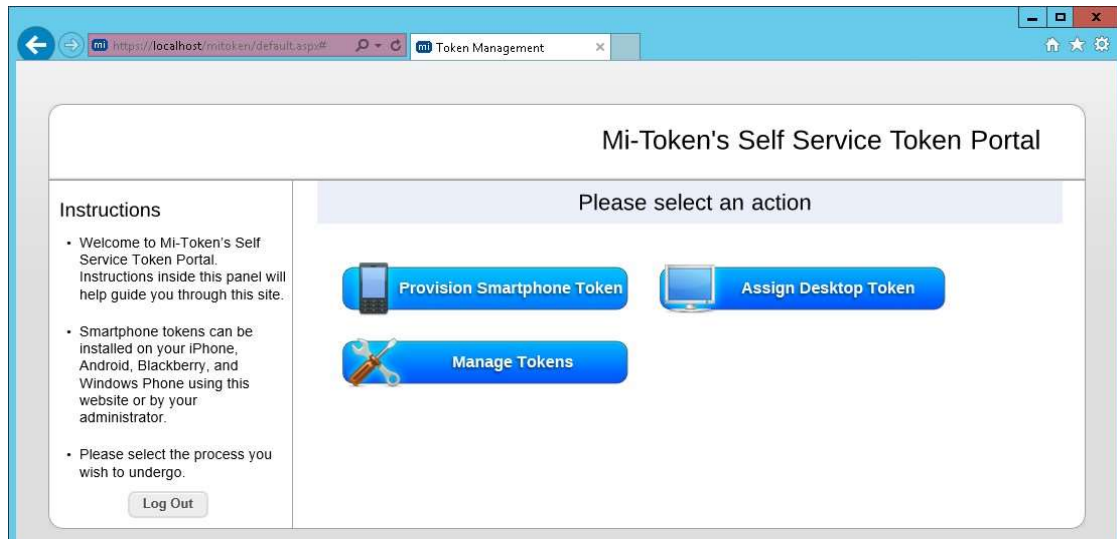 mi https://localhost/mitoken/default.aspx#
mi Token Management
Mi-Token's Self Service Token Portal
Instructions
• Welcome to Mi-Token's Self
Service Token Portal.
Instructions inside this panel will
help guide you through this site.
• Smartphone tokens can be
installed on your iPhone,
Android, Blackberry, and
Windows Phone using this
website or by your
administrator.
• Please select the process you
wish to undergo.
Log Out
Please select an action
Provision Smartphone Token
Assign Desktop Token
Manage Tokens